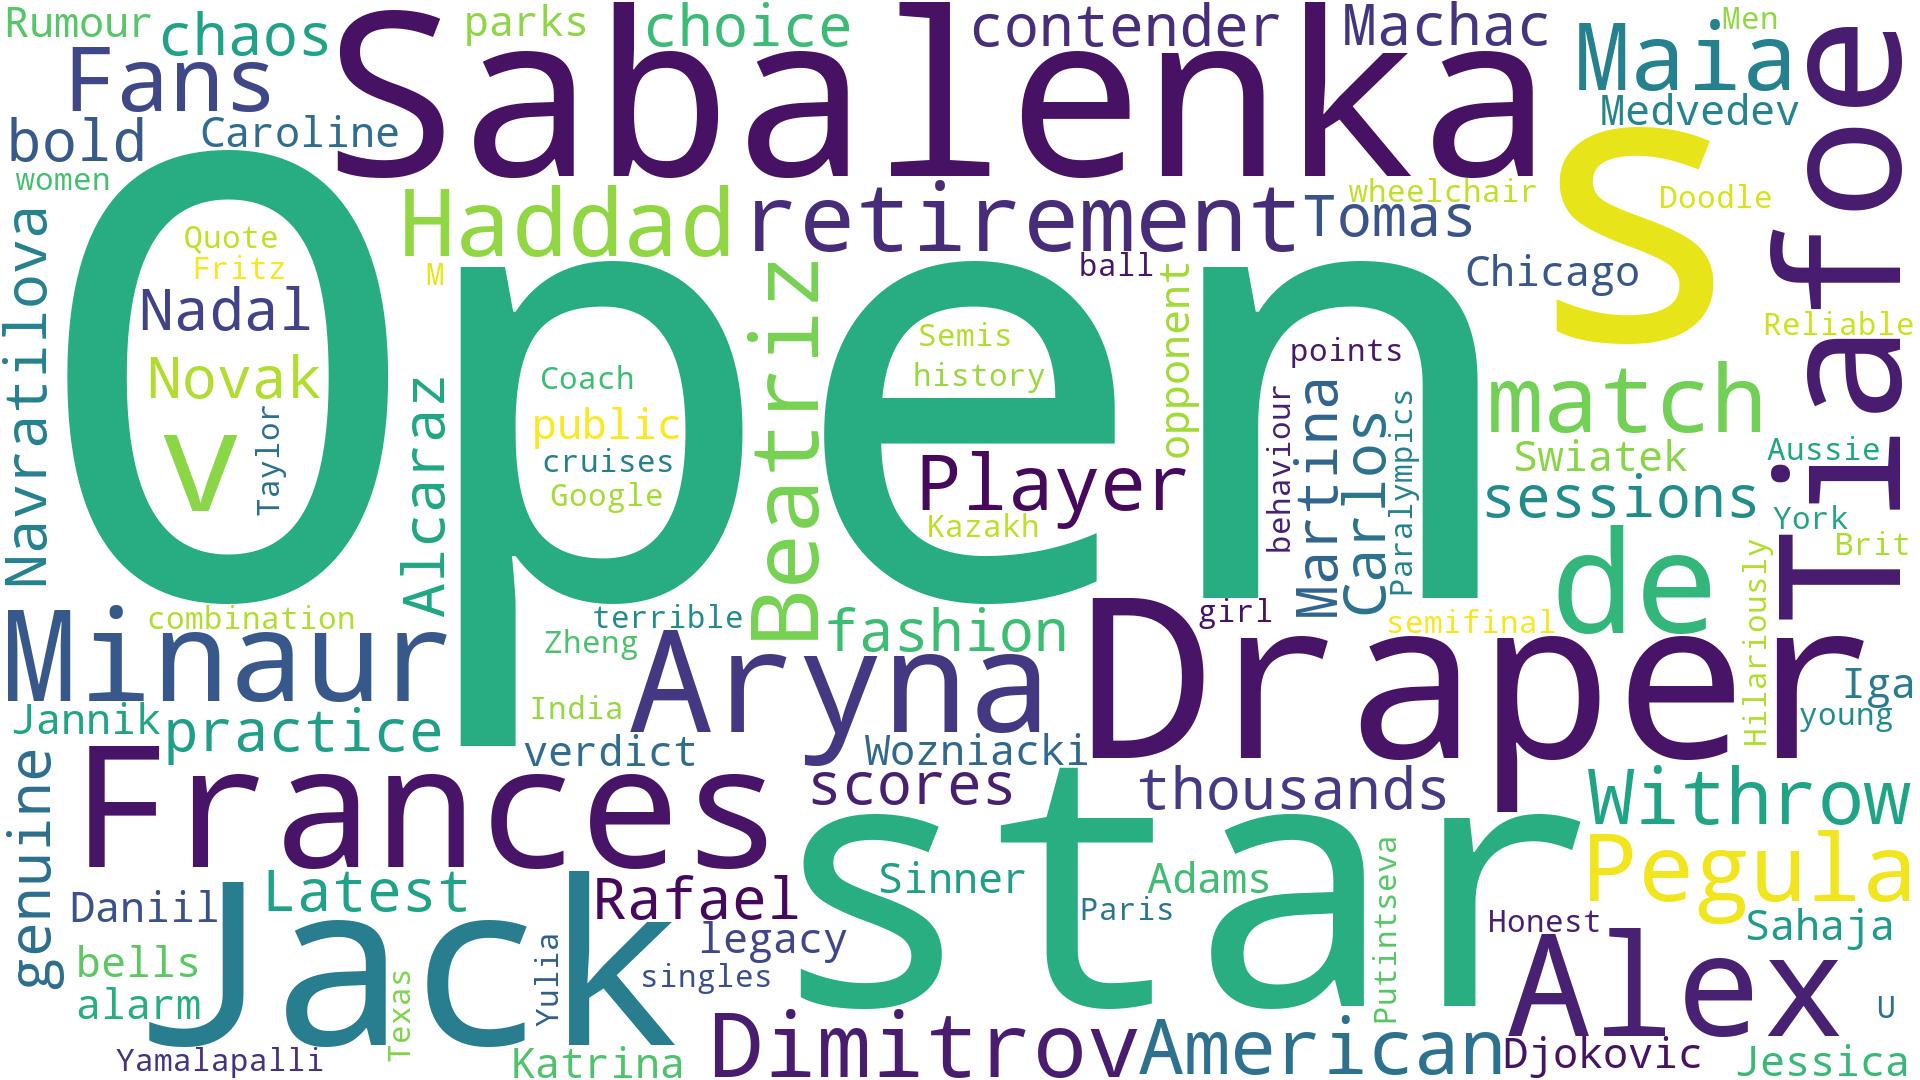 Rumour
chaos
Sabalenka
parks
choice
contender
Machac
Maia
Men
Fans
bold
Caroline
Medvedev
Tiafoe
women
Open
S
Haddad
retirement
Tomas
wheelchair
Doodle
Navratilova
Quote
Fritz
M
Nadal
Beatriz
ball
opponent
Chicago
Reliable
Novak
v
Taylor
Alcaraz
Coach
public
cruises
Google
Semis
history
Player
Kazakh
points
behaviour
Martina
Carlos
Paralympics
match
Swiatek
Aussie
sessions
York
Brit
de
Hilariously
combination
Minaur
terrible
Zheng
fashion
girl
semifinal
Aryna
Draper
Iga
young
Jannik
practice
India
verdict
Wozniacki
Frances
scores
thousands
Withrow
genuine
star
Pegula
Daniil
Latest
Jack
Rafael
Sinner
Adams
Putintseva
Paris
legacy
Honest
Sahaja
bells
alarm
Texas
Yulia
singles
Alex
U
Yamalapalli
Katrina
Dimitrov
American
Djokovic
Jessica